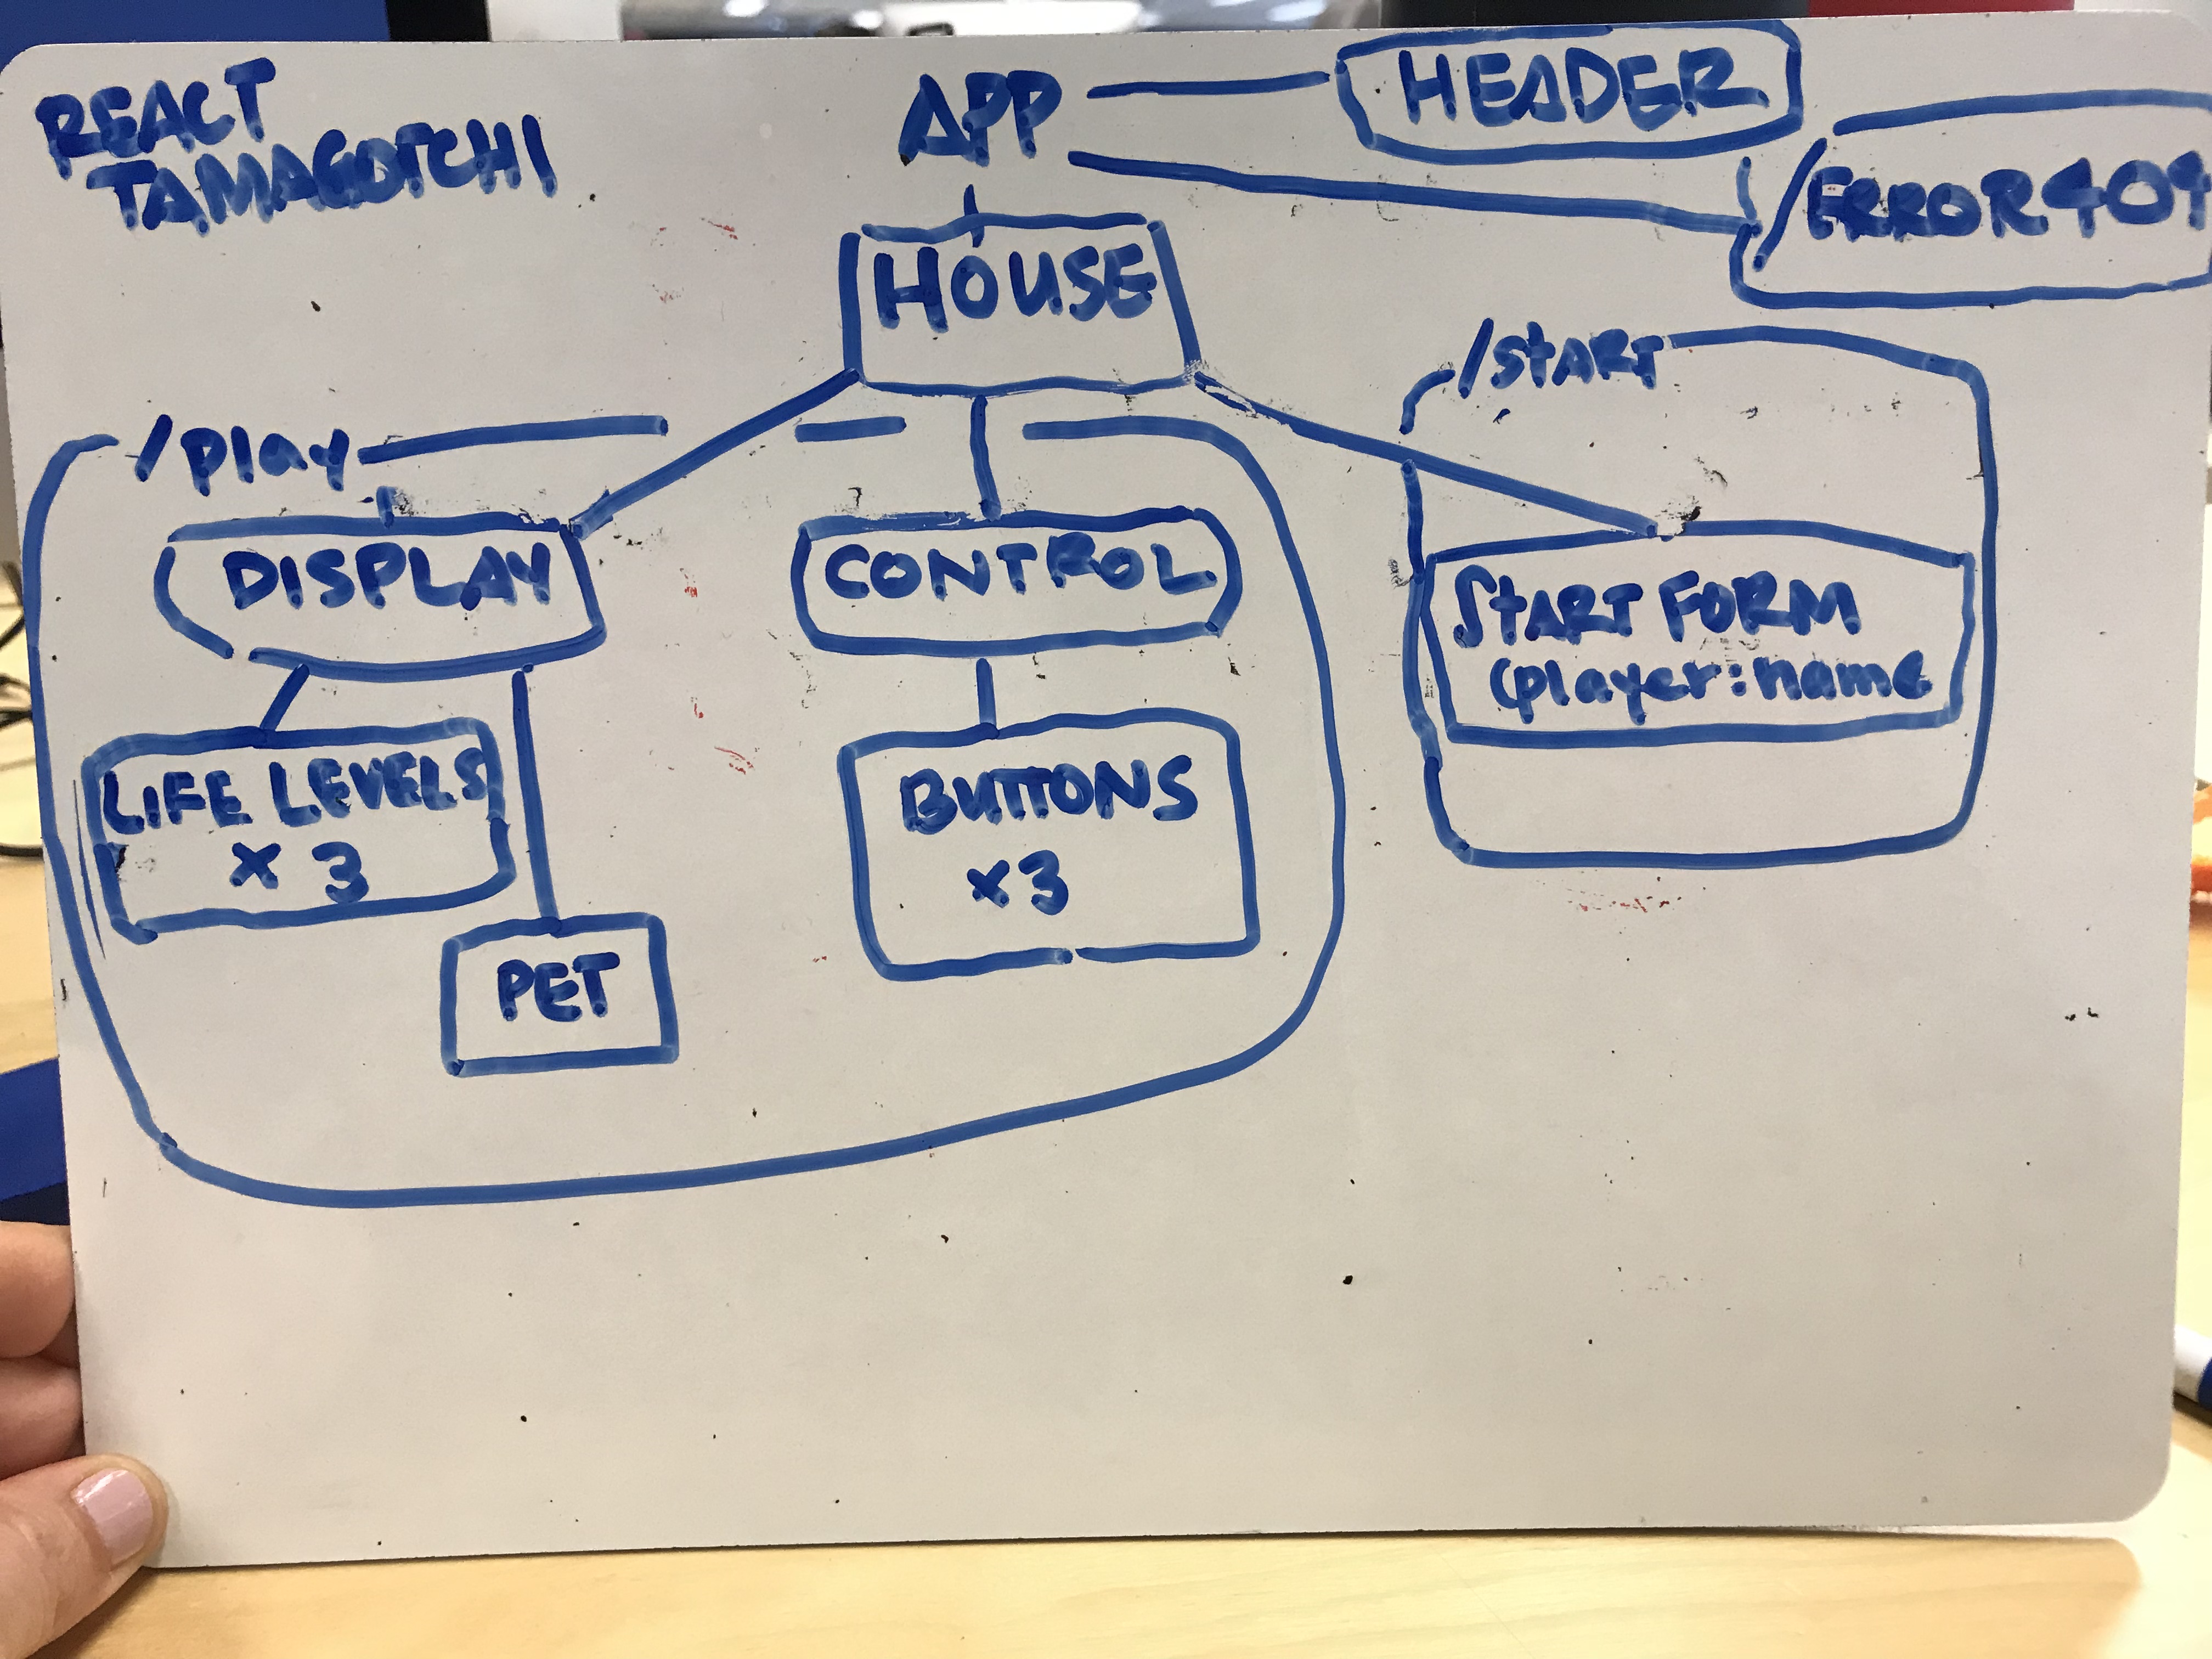 REACT
TAMAGOTCHI
APP
HEADER
/ERROR404
HOUSE
/START
/play
DISPLAY
CONTROL
START FORM
(player:name
LIFE LEVELS
x 3
BUTTONS
x3
PET